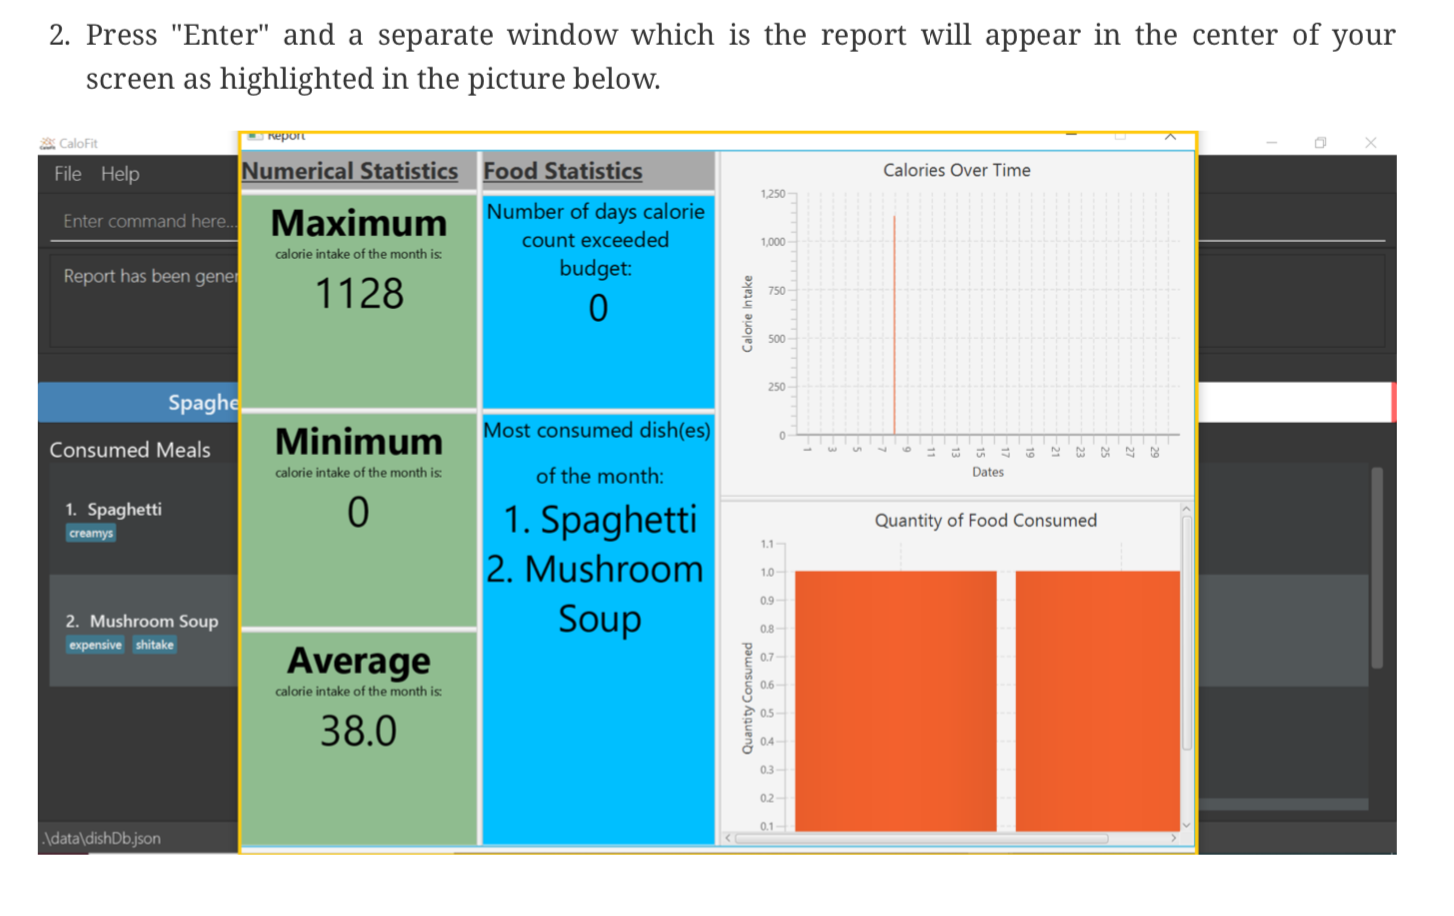 2. Press "Enter" and a separate window which is the report will appear in the center of your
screen as highlighted in the picture below.
CaloFit
File Help
Enter command here...
Report has been gener
Spaghe
Consumed Meals
1. Spaghetti
creamys
2. Mushroom Soup
expensive shitake
.\data\dishDb.json
Report
Numerical Statistics
Maximum
calorie intake of the month is:
1128
Minimum
calorie intake of the month is:
0
Average
calorie intake of the month is:
38.0
Food Statistics
Number of days calorie
count exceeded
budget:
0
Most consumed dish(es)
of the month:
1. Spaghetti
2. Mushroom
Soup
Calories Over Time
1,250
1,000
750
500
250
0
Calorie Intake
1 3 5 7 9 11 13 15 17 19 21 23 25 27 29
Dates
Quantity of Food Consumed
1.1
1.0
0.9
0.8
0.7
0.6
0.5
0.4
0.3
0.2
0.1
Quantity Consumed